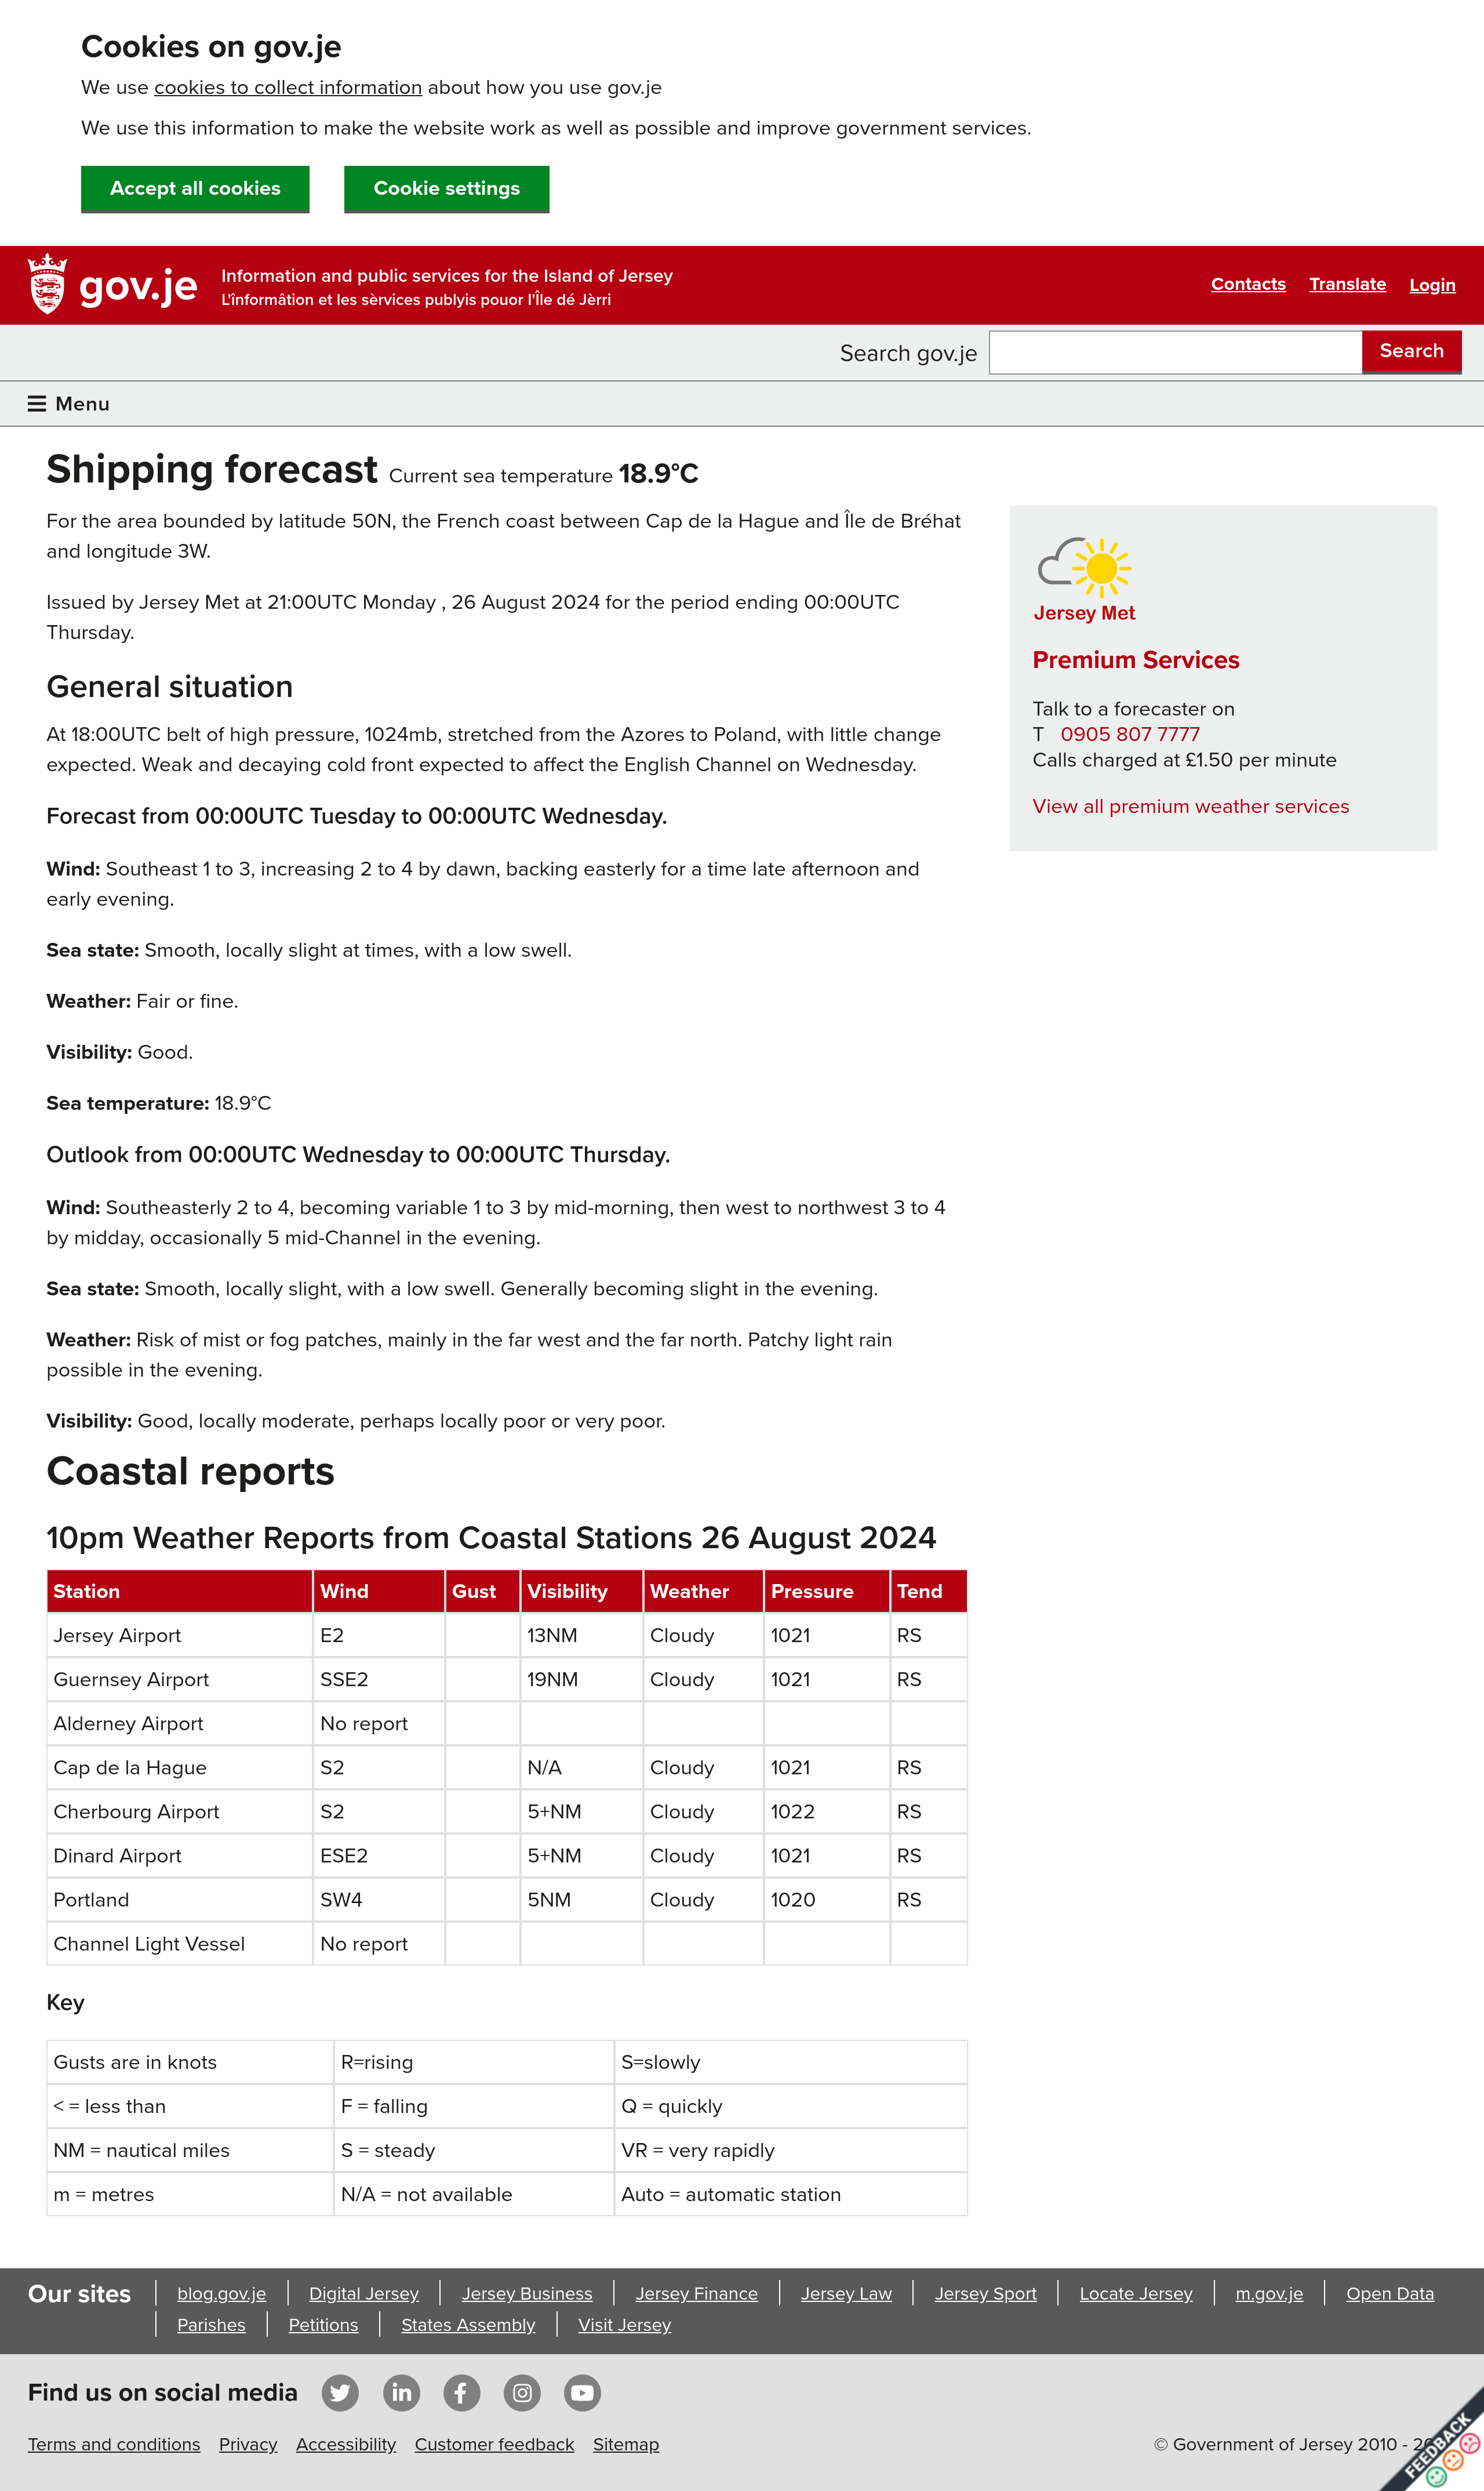 Cookies on gov.je
We use cookies to collect information about how you use gov.je
We use this information to make the website work as well as possible and improve government services.
Accept all cookies
Cookie settings
gov.je
Information and public services for the Island of Jersey
L'înformâtion et les sèrvices publyis pouor I'Île dé Jèrri
Contacts
Translate
Login
Search gov.je
Search
Menu
Shipping forecast Current sea temperature 18.9°C
For the area bounded by latitude 50N, the French coast between Cap de la Hague and Île de Bréhat
and longitude 3W.
Issued by Jersey Met at 21:00UTC Monday , 26 August 2024 for the period ending 00:00UTC
Thursday.
General situation
At 18:00UTC belt of high pressure, 1024mb, stretched from the Azores to Poland, with little change
expected. Weak and decaying cold front expected to affect the English Channel on Wednesday.
Forecast from 00:00UTC Tuesday to 00:00UTC Wednesday.
Wind: Southeast 1 to 3, increasing 2 to 4 by dawn, backing easterly for a time late afternoon and
early evening.
Sea state: Smooth, locally slight at times, with a low swell.
Weather: Fair or fine.
Visibility: Good.
Sea temperature: 18.9°C
Outlook from 00:00UTC Wednesday to 00:00UTC Thursday.
Wind: Southeasterly 2 to 4, becoming variable 1 to 3 by mid-morning, then west to northwest 3 to 4
by midday, occasionally 5 mid-Channel in the evening.
Sea state: Smooth, locally slight, with a low swell. Generally becoming slight in the evening.
Weather: Risk of mist or fog patches, mainly in the far west and the far north. Patchy light rain
possible in the evening.
Visibility: Good, locally moderate, perhaps locally poor or very poor.
Jersey Met
Premium Services
Talk to a forecaster on
T 0905 807 7777
Calls charged at £1.50 per minute
View all premium weather services
Coastal reports
10pm Weather Reports from Coastal Stations 26 August 2024
Station Wind Gust Visibility Weather Pressure Tend
Jersey Airport E2 13NM Cloudy 1021 RS
Guernsey Airport SSE2 19NM Cloudy 1021 RS
Alderney Airport No report
Cap de la Hague S2 N/A Cloudy 1021 RS
Cherbourg Airport S2 5+NM Cloudy 1022 RS
Dinard Airport ESE2 5+NM Cloudy 1021 RS
Portland SW4 5NM Cloudy 1020 RS
Channel Light Vessel No report
Key
Gusts are in knots R=rising S=slowly
< = less than F = falling Q = quickly
NM = nautical miles S = steady VR = very rapidly
m = metres N/A = not available Auto = automatic station
Our sites blog.gov.je Digital Jersey Jersey Business Jersey Finance Jersey Law Jersey Sport Locate Jersey m.gov.je Open Data
Parishes Petitions States Assembly Visit Jersey
Find us on social media
Terms and conditions Privacy Accessibility Customer feedback Sitemap
© Government of Jersey 2010 -
FEEDBACK